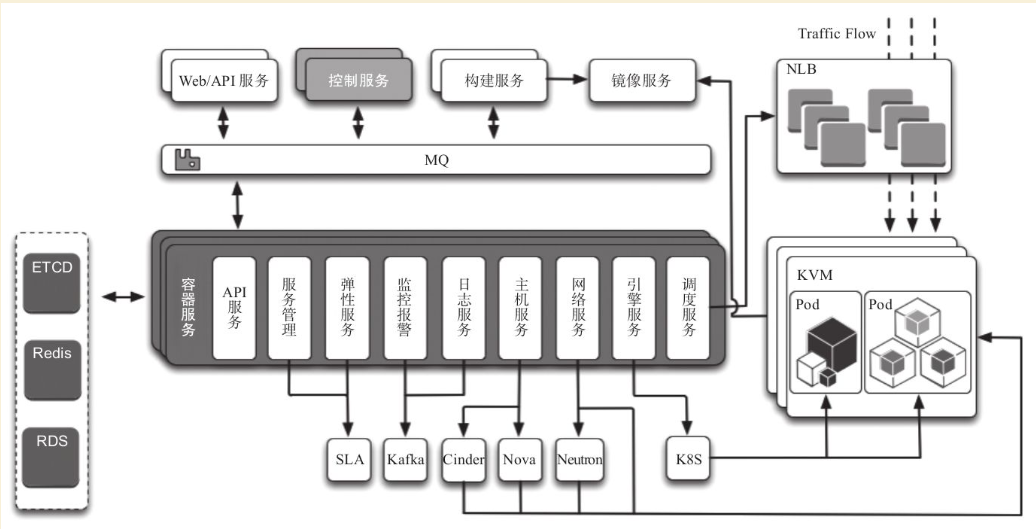 Traffic Flow
Web/API 服务
控制服务
构建服务
镜像服务
NLB
MQ
ETCD
Redis
RDS
容器服务
API 服务
服务管理
弹性服务
监控报警
日志服务
主机服务
网络服务
引擎服务
调度服务
KVM
Pod
Pod
SLA
Kafka
Cinder
Nova
Neutron
K8S